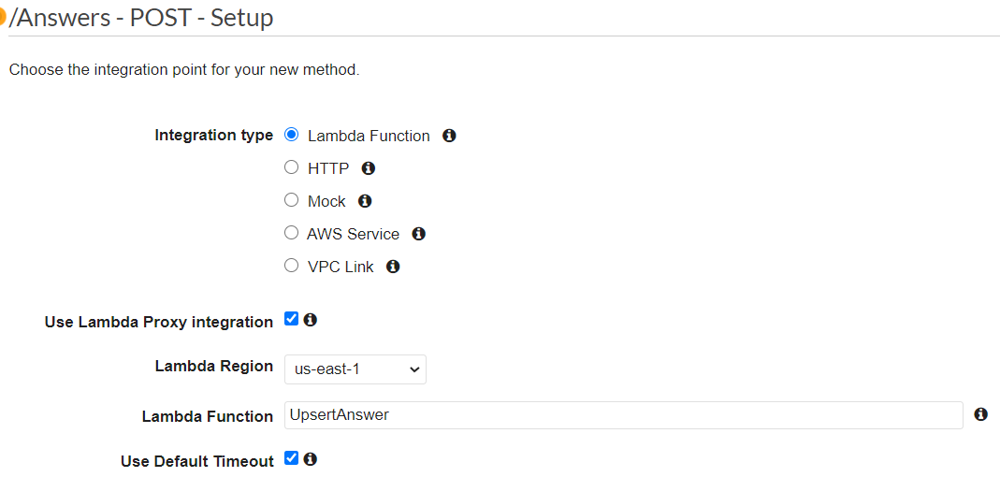 /Answers - POST - Setup
Choose the integration point for your new method.
Integration type Lambda Function
HTTP
Mock
AWS Service
VPC Link
Use Lambda Proxy integration
Lambda Region us-east-1
Lambda Function UpsertAnswer
Use Default Timeout